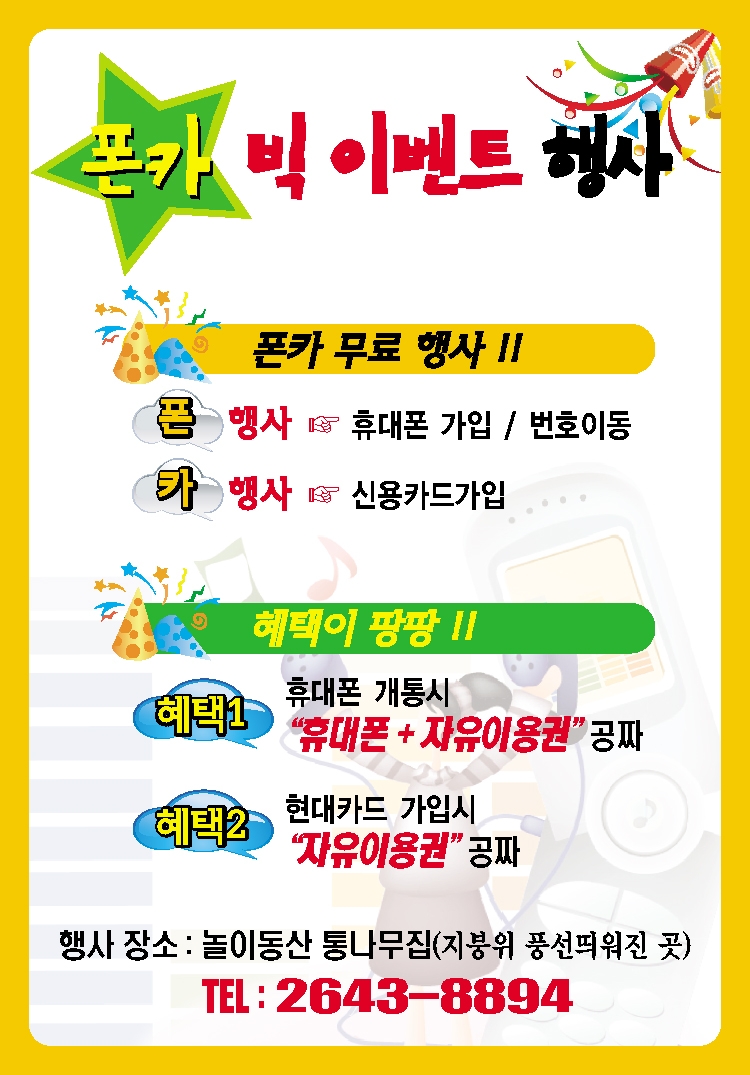 폰카 빅 이벤트 행사
폰카 무료 행사 !!
폰 행사 ☞ 휴대폰 가입 / 번호이동
카 행사 ☞ 신용카드가입
혜택이 팡팡 !!
혜택1 휴대폰 개통시
“휴대폰 + 자유이용권” 공짜
혜택2 현대카드 가입시
“자유이용권” 공짜
행사 장소 : 놀이동산 통나무집(지붕위 풍선띄워진 곳)
TEL : 2643-8894